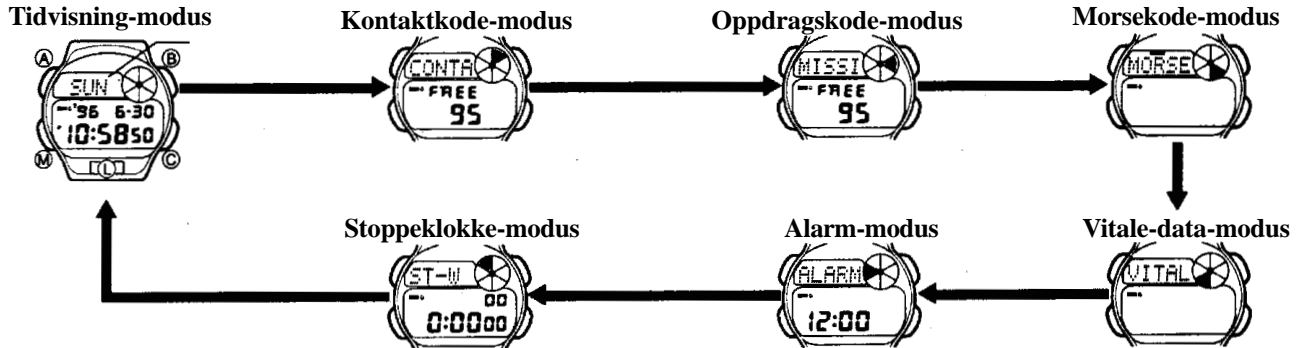 Tidvisning-modus
Kontaktkode-modus
Oppdragskode-modus
Morsekode-modus
A
B
SUN
'96 6-30
10:58 50
M
L
C
CONTA
FREE
95
MISSI
FREE
95
MORSE
Stoppeklokke-modus
Alarm-modus
Vitale-data-modus
ST-W
00
0:00 00
ALARM
12:00
VITAL